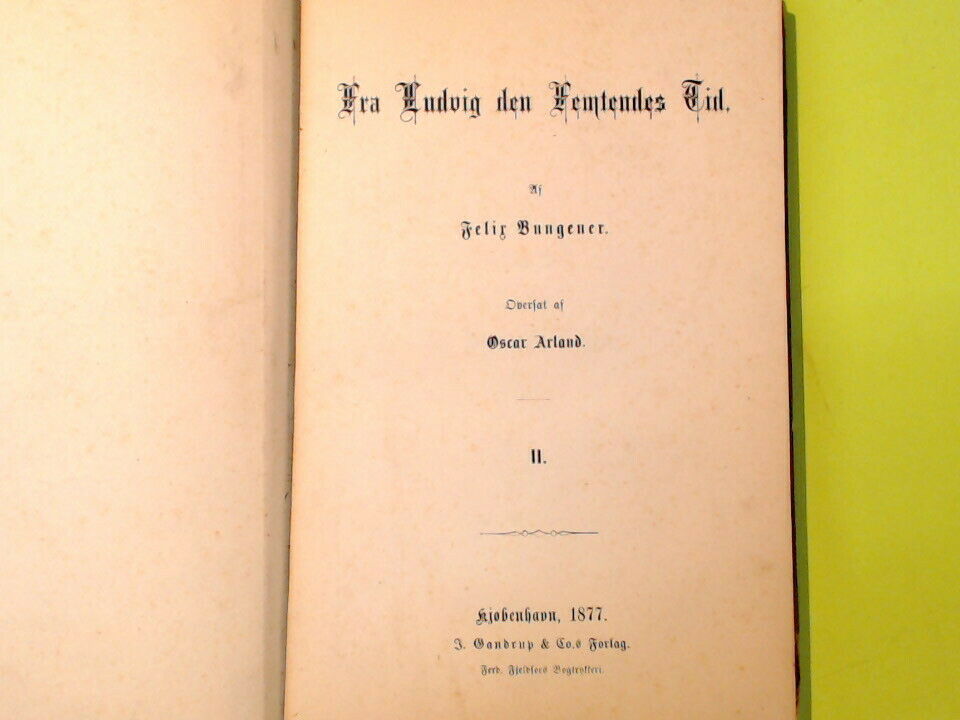 Fra Ludvig den Femtendes Tid.
Af
Felix Bungener.
Oversat af
Oscar Arland.
II.
Kjøbenhavn, 1877.
J. Gandrup & Co.s Forlag.
Ferd. Fjeldsøes Bogtrykkeri.